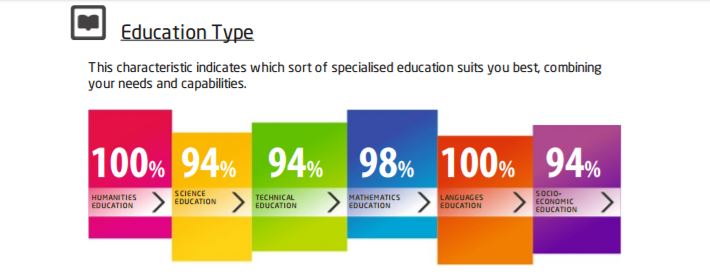 Education Type
This characteristic indicates which sort of specialised education suits you best, combining
your needs and capabilities.
100%
HUMANITIES
EDUCATION
94%
SCIENCE
EDUCATION
94%
TECHNICAL
EDUCATION
98%
MATHEMATICS
EDUCATION
100%
LANGUAGES
EDUCATION
94%
SOCIO-
ECONOMIC
EDUCATION